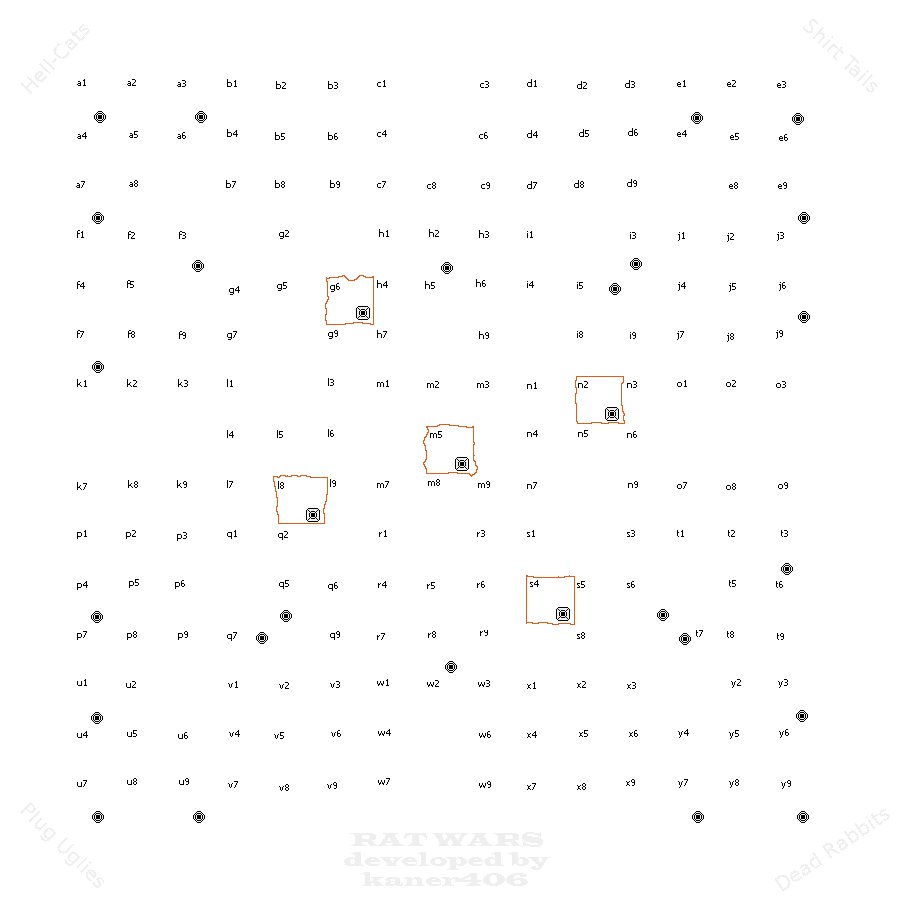 Hell-Cats
Shirt Tails
a1 a2 a3 b1 b2 b3 c1 c3 d1 d2 d3 e1 e2 e3
a4 a5 a6 b4 b5 b6 c4 c6 d4 d5 d6 e4 e5 e6
a7 a8 b7 b8 b9 c7 c8 c9 d7 d8 d9 e8 e9
f1 f2 f3 g2 h1 h2 h3 i1 i3 j1 j2 j3
f4 f5 g4 g5 g6 h4 h5 h6 i4 i5 j4 j5 j6
f7 f8 f9 g7 g9 h7 h9 i8 i9 j7 j8 j9
k1 k2 k3 l1 l3 m1 m2 m3 n1 n2 n3 o1 o2 o3
l4 l5 l6 m5 n4 n5 n6
k7 k8 k9 l7 l8 l9 m7 m8 m9 n7 n9 o7 o8 o9
p1 p2 p3 q1 q2 r1 r3 s1 s3 t1 t2 t3
p4 p5 p6 q5 q6 r4 r5 r6 s4 s5 s6 t5 t6
p7 p8 p9 q7 q9 r7 r8 r9 s8 t7 t8 t9
u1 u2 v1 v2 v3 w1 w2 w3 x1 x2 x3 y2 y3
u4 u5 u6 v4 v5 v6 w4 w6 x4 x5 x6 y4 y5 y6
u7 u8 u9 v7 v8 v9 w7 w9 x7 x8 x9 y7 y8 y9
Plug Uglies
RAT WARS
developed by
kaner406
Dead Rabbits